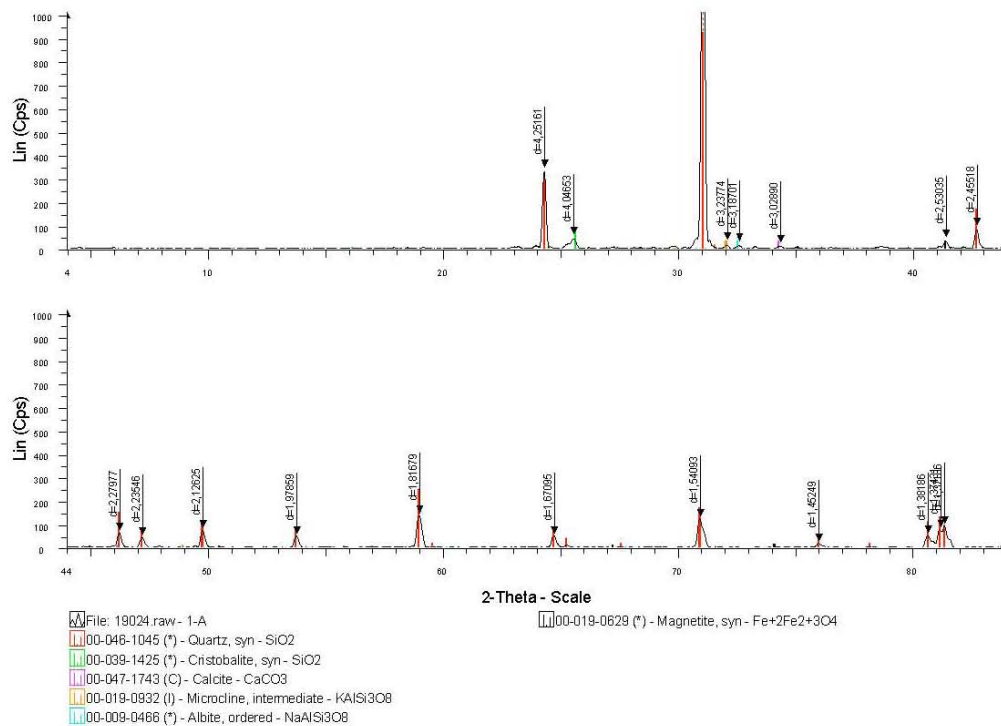 Lin (Cps)
1000
900
800
700
600
500
400
300
200
100
0
d=4,25161
d=4,04653
d=3,23774
d=3,18701
d=3,02890
d=2,53035
d=2,45518
4
10
20
30
40
Lin (Cps)
1000
900
800
700
600
500
400
300
200
100
0
d=2,27977
d=2,23546
d=2,12625
d=1,97859
d=1,81679
d=1,67095
d=1,54093
d=1,45249
d=1,38186
44
50
60
70
80
2-Theta - Scale
File: 19024.raw - 1-A
00-046-1045 (*) - Quartz, syn - SiO2
00-039-1425 (*) - Cristobalite, syn - SiO2
00-047-1743 (C) - Calcite - CaCO3
00-019-0932 (I) - Microcline, intermediate - KAlSi3O8
00-009-0466 (*) - Albite, ordered - NaAlSi3O8
00-019-0629 (*) - Magnetite, syn - Fe+2Fe2+3O4